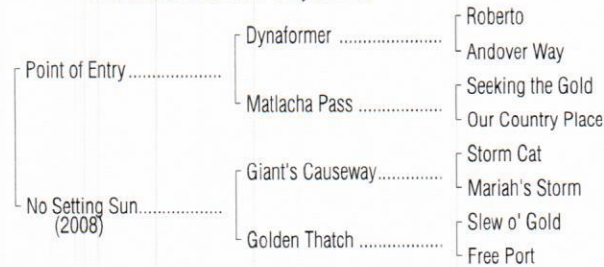 Roberto
Dynaformer ....................
Andover Way
Point of Entry ..................
Seeking the Gold
Matlacha Pass ................
Our Country Place
Storm Cat
Giant's Causeway ............
Mariah's Storm
No Setting Sun ................
(2008)
Slew o' Gold
Golden Thatch ................
Free Port